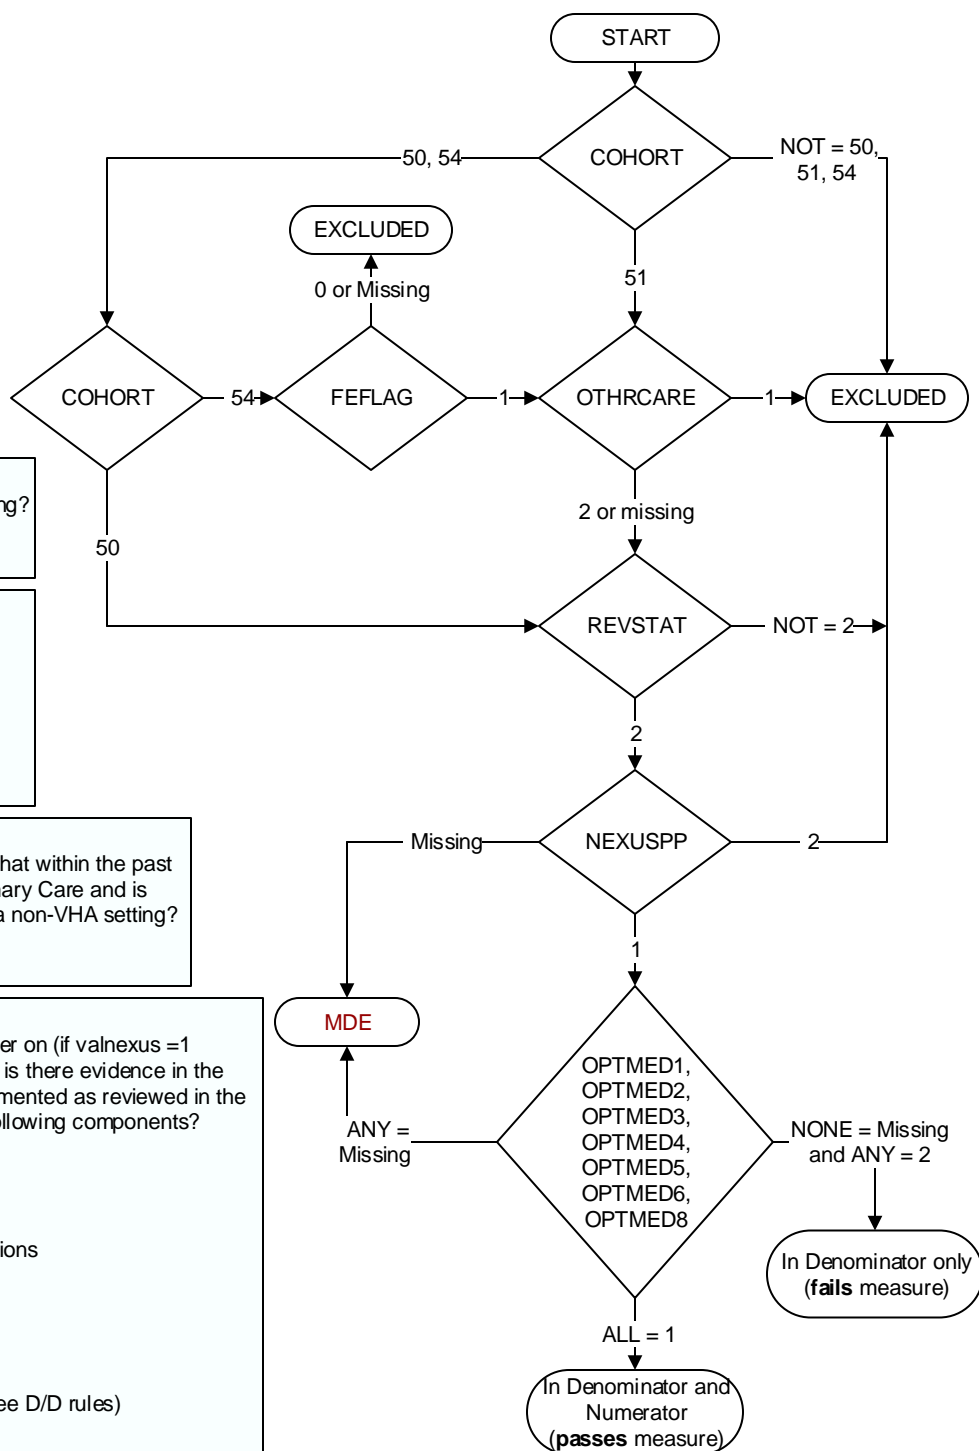 START
COHORT
50, 54
NOT = 50,
51, 54
EXCLUDED
0 or Missing
51
COHORT
54
FEFLAG
1
OTHRCARE
1
EXCLUDED
2 or missing
50
REVSTAT
NOT = 2
2
Missing
NEXUSPP
2
1
MDE
OPTMED1,
OPTMED2,
OPTMED3,
OPTMED4,
OPTMED5,
OPTMED6,
OPTMED8
ANY =
Missing
NONE = Missing
and ANY = 2
In Denominator only
(fails measure)
ALL = 1
In Denominator and
Numerator
(passes measure)
ng?
hat within the past
nary Care and is
a non-VHA setting?
er on (if valnexus =1
is there evidence in the
mented as reviewed in the
ollowing components?
tions
ee D/D rules)